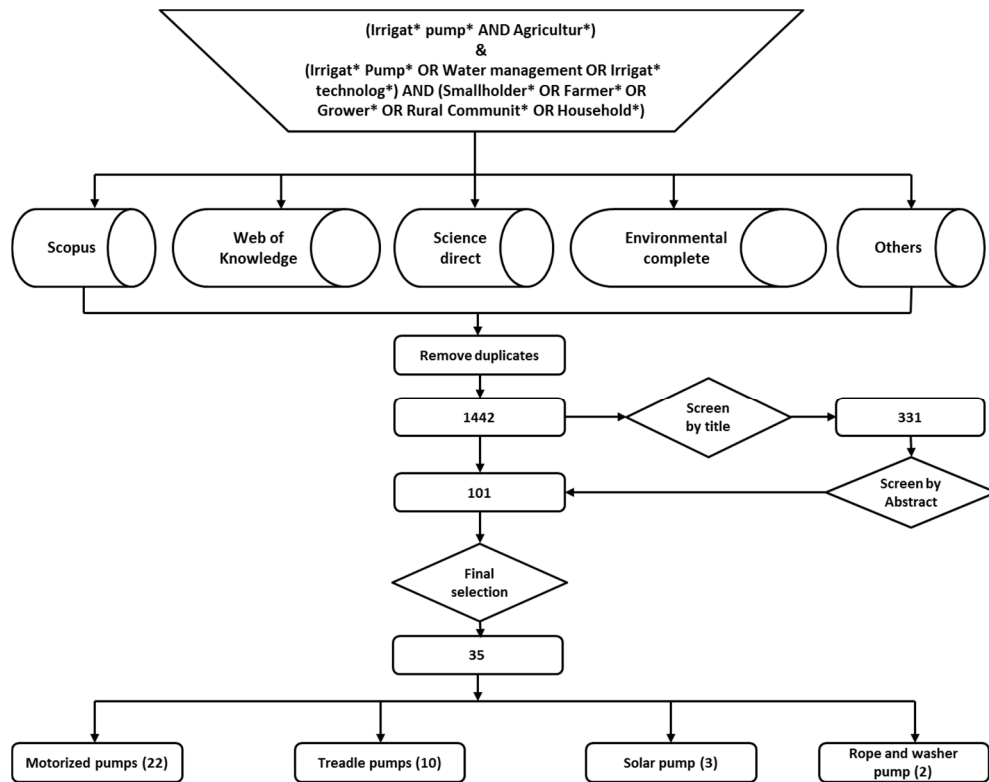 (Irrigat* pump* AND Agricultur*)
&
(Irrigat* Pump* OR Water management OR Irrigat*
technolog*) AND (Smallholder* OR Farmer* OR
Grower* OR Rural Communit* OR Household*)
Scopus
Web of
Knowledge
Science
direct
Environmental
complete
Others
Remove duplicates
1442
Screen
by title
331
101
Screen by
Abstract
Final
selection
35
Motorized pumps (22)
Treadle pumps (10)
Solar pump (3)
Rope and washer
pump (2)